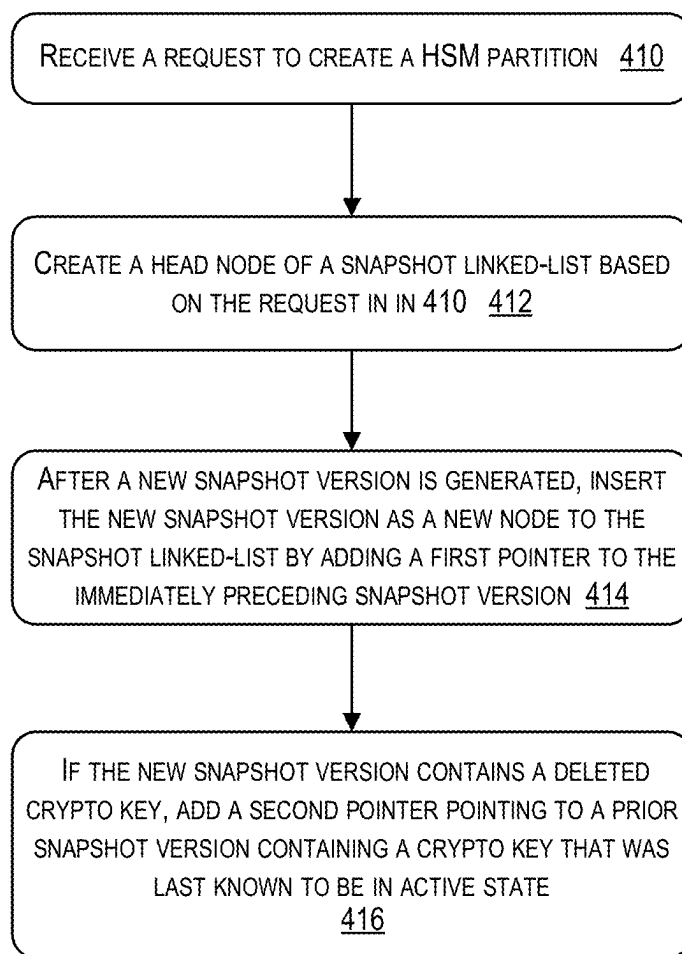 RECEIVE A REQUEST TO CREATE A HSM PARTITION 410
CREATE A HEAD NODE OF A SNAPSHOT LINKED-LIST BASED
ON THE REQUEST IN IN 410 412
AFTER A NEW SNAPSHOT VERSION IS GENERATED, INSERT
THE NEW SNAPSHOT VERSION AS A NEW NODE TO THE
SNAPSHOT LINKED-LIST BY ADDING A FIRST POINTER TO THE
IMMEDIATELY PRECEDING SNAPSHOT VERSION 414
IF THE NEW SNAPSHOT VERSION CONTAINS A DELETED
CRYPTO KEY, ADD A SECOND POINTER POINTING TO A PRIOR
SNAPSHOT VERSION CONTAINING A CRYPTO KEY THAT WAS
LAST KNOWN TO BE IN ACTIVE STATE
416